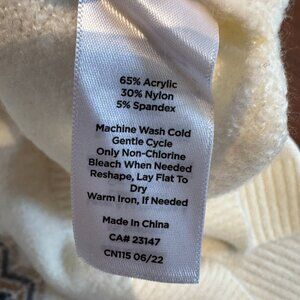 65% Acrylic
30% Nylon
5% Spandex
Machine Wash Cold
Gentle Cycle
Only Non-Chlorine
Bleach When Needed
Reshape, Lay Flat To
Dry
Warm Iron, If Needed
Made In China
CA# 23147
CN115 06/22